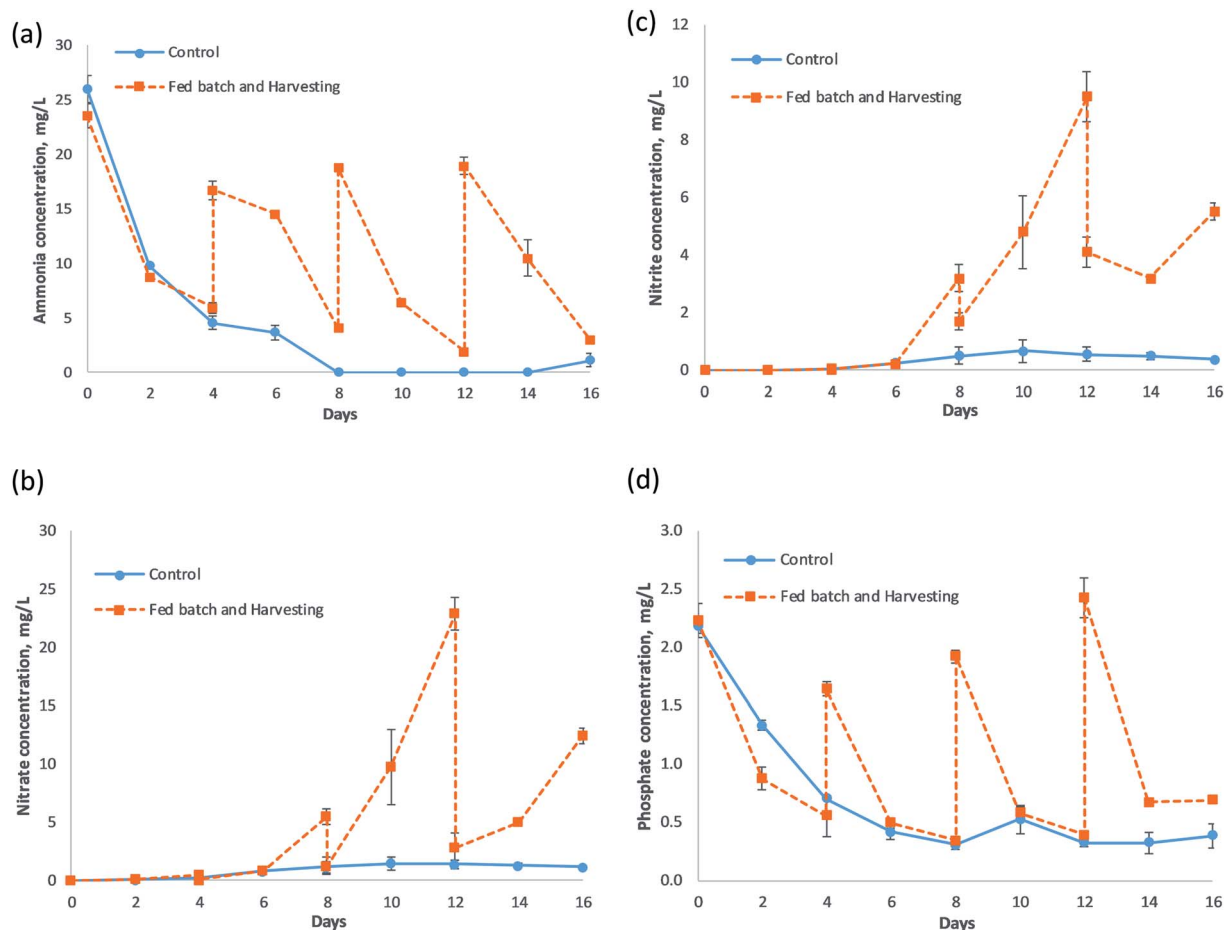 (a)
30
25
20
15
10
5
0
Ammonia concentration, mg/L
Control
Fed batch and Harvesting
0 2 4 6 8 10 12 14 16
Days
(c)
12
10
8
6
4
2
0
Nitrite concentration, mg/L
Control
Fed batch and Harvesting
0 2 4 6 8 10 12 14 16
Days
(b)
30
25
20
15
10
5
0
Nitrate concentration, mg/L
Control
Fed batch and Harvesting
0 2 4 6 8 10 12 14 16
Days
(d)
3.0
2.5
2.0
1.5
1.0
0.5
0.0
Phosphate concentration, mg/L
Control
Fed batch and Harvesting
0 2 4 6 8 10 12 14 16
Days